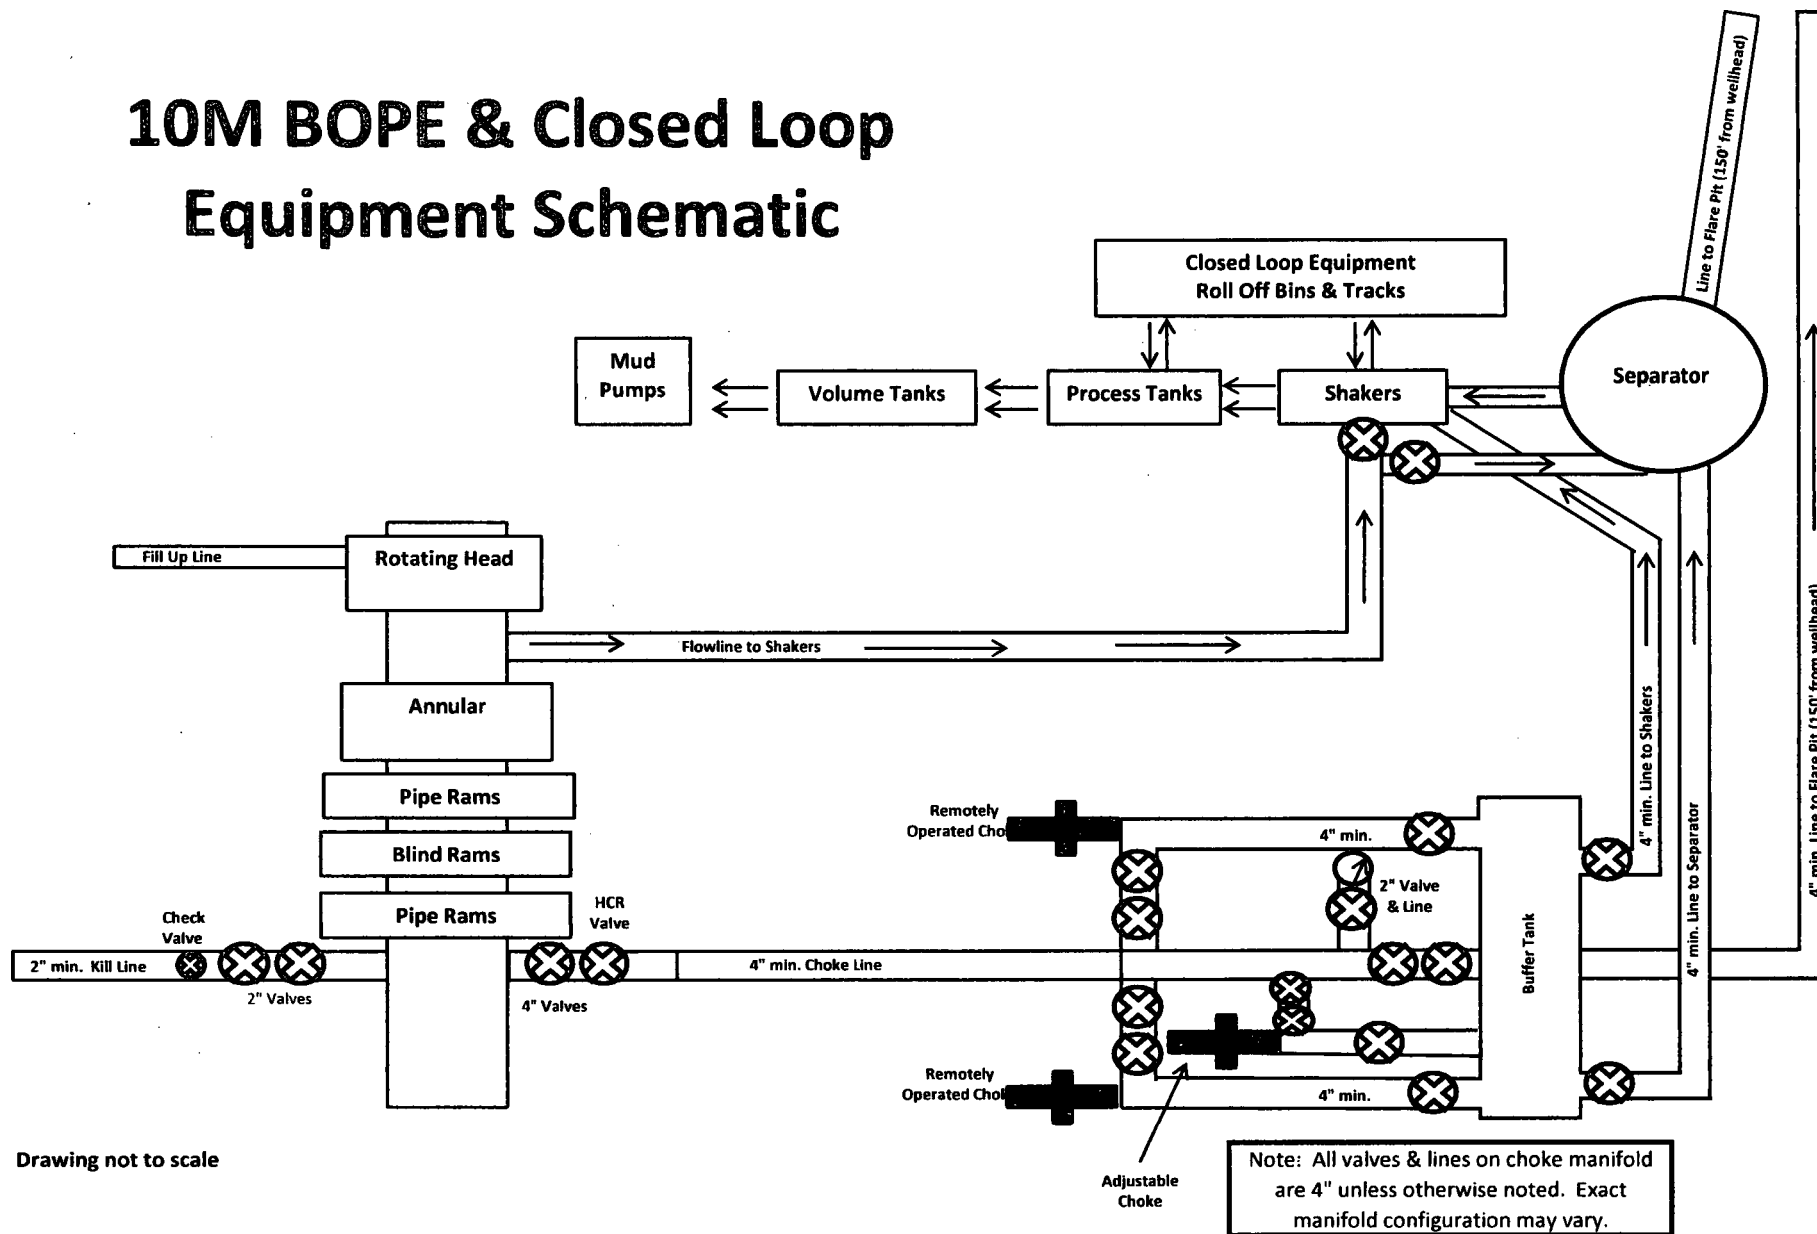 10M BOPE & Closed Loop
Equipment Schematic
Line to Flare Pit (150' from wellhead)
Closed Loop Equipment
Roll Off Bins & Tracks
Mud
Pumps
Volume Tanks
Process Tanks
Shakers
Separator
Fill Up Line
Rotating Head
Flowline to Shakers
Annular
Pipe Rams
Blind Rams
Pipe Rams
Check
Valve
HCR
Valve
2" min. Kill Line
2" Valves
4" Valves
4" min. Choke Line
Remotely
Operated Cho
4" min.
2" Valve
& Line
Buffer Tank
4" min. Line to Shakers
4" min. Line to Separator
4" min. Line to Flare Pit (150' from wellhead)
Remotely
Operated Chok
4" min.
Adjustable
Choke
Drawing not to scale
Note: All valves & lines on choke manifold
are 4" unless otherwise noted. Exact
manifold configuration may vary.